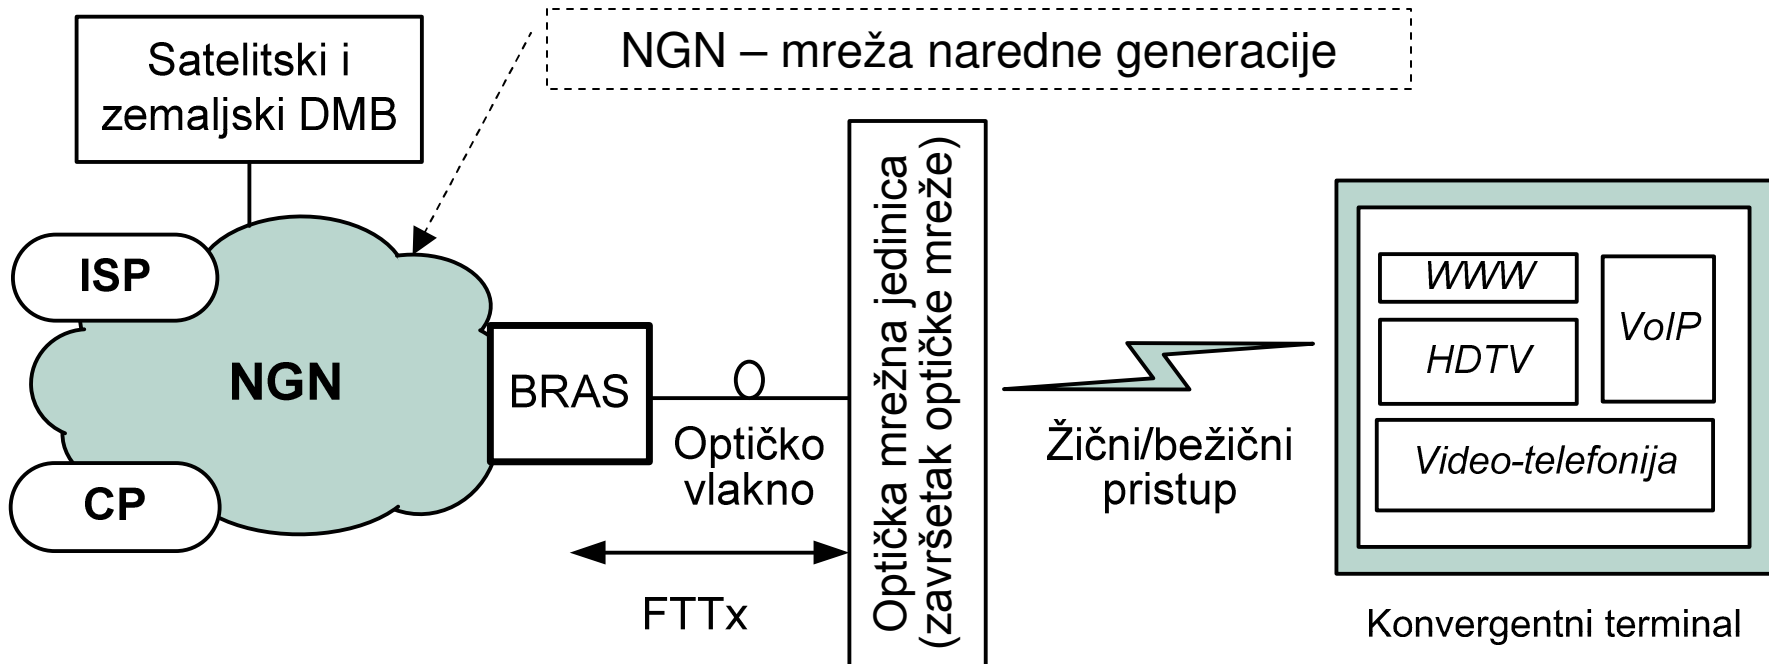 Satelitski i
zemaljski DMB
NGN – mreža naredne generacije
ISP
NGN
CP
BRAS
Optičko
vlakno
FTTx
Optička mrežna jedinica
(završetak optičke mreže)
Žični/bežični
pristup
WWW
HDTV
VoIP
Video-telefonija
Konvergentni terminal